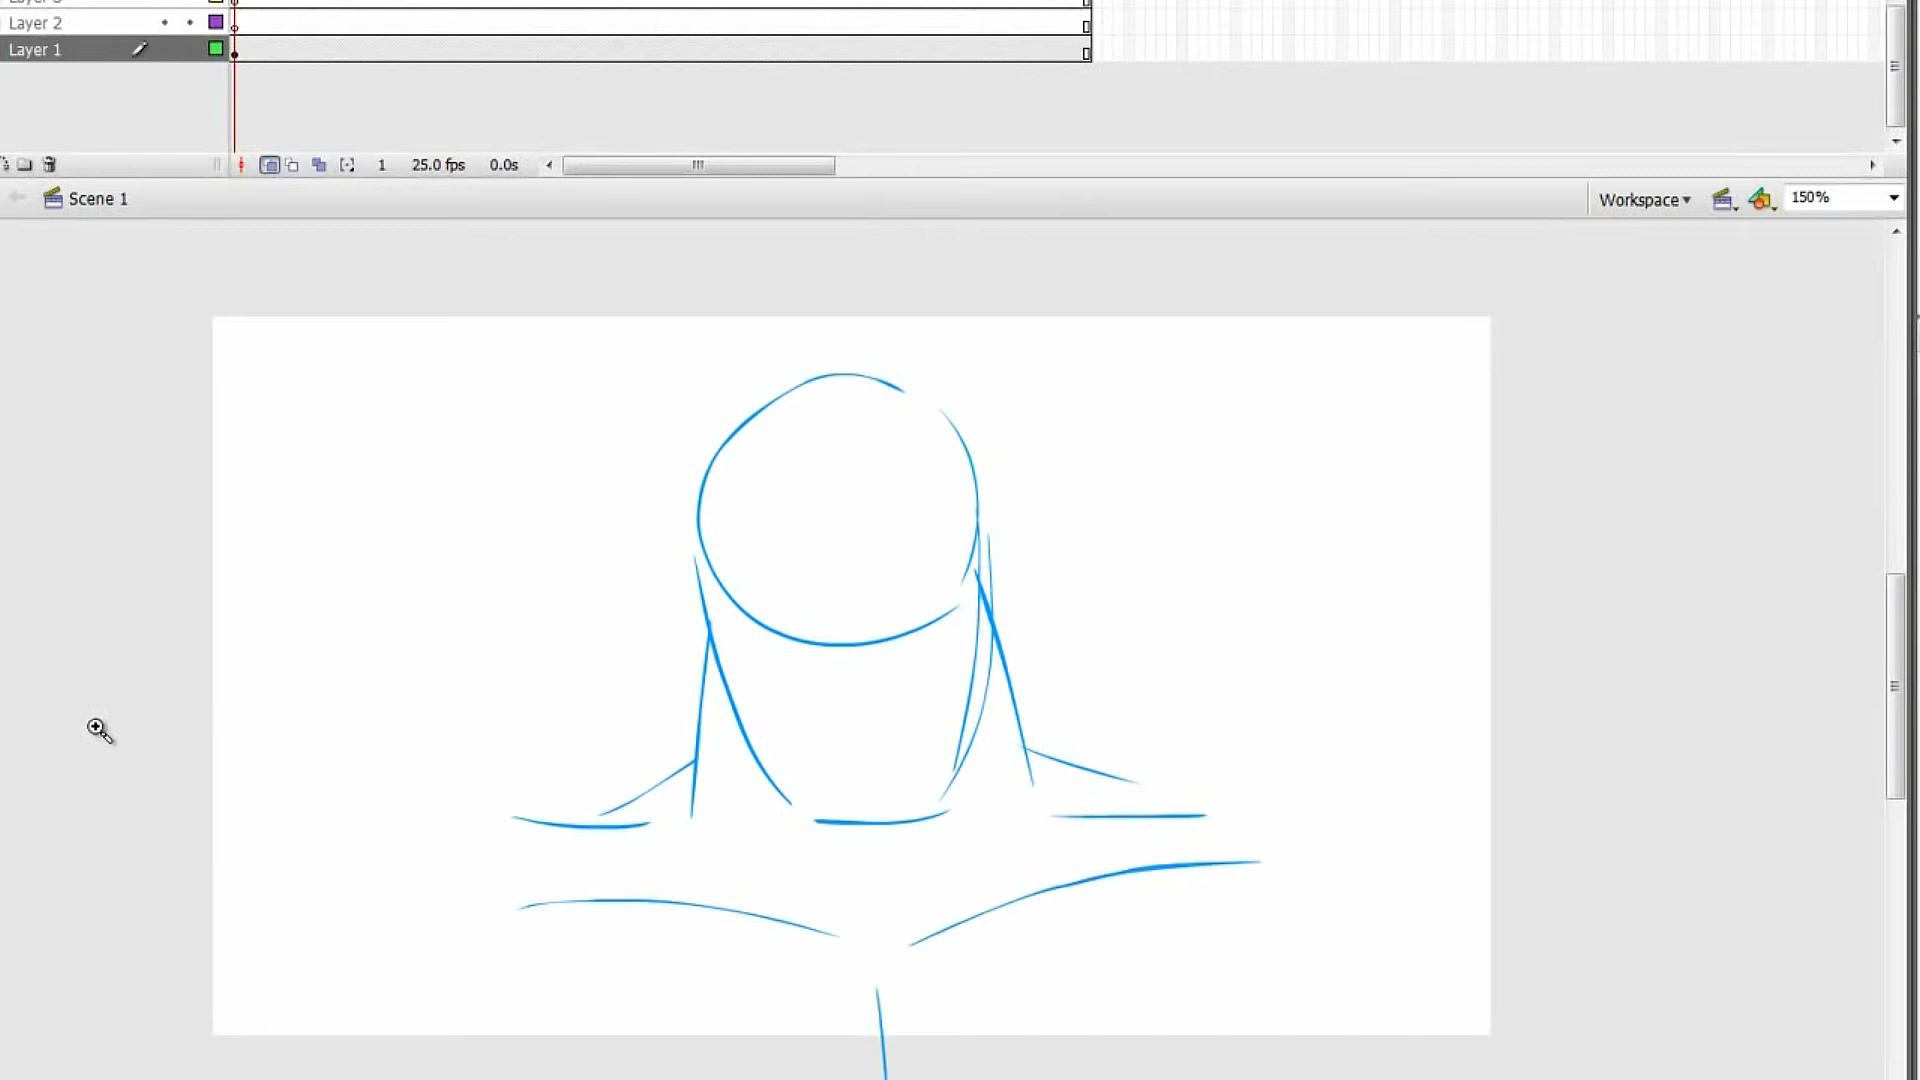 Layer 2
Layer 1
1 25.0 fps 0.0s
Scene 1
Workspace 150%